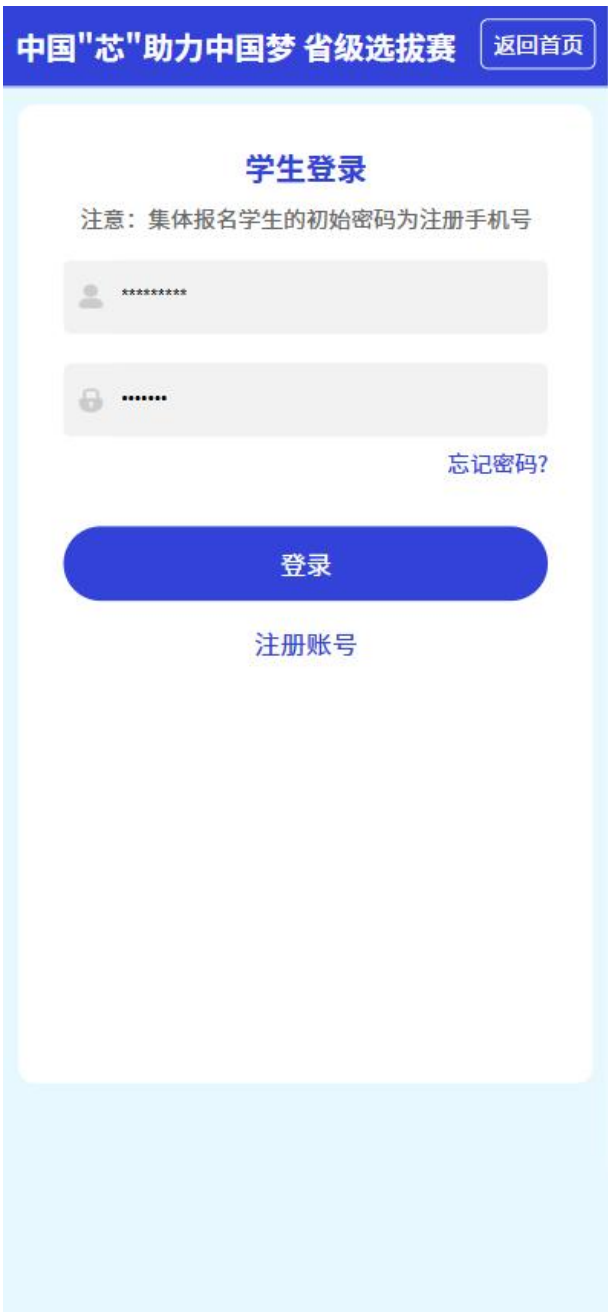 中国"芯"助力中国梦 省级选拔赛 返回首页
学生登录
注意：集体报名学生的初始密码为注册手机号
*********
•••••••
忘记密码?
登录
注册账号